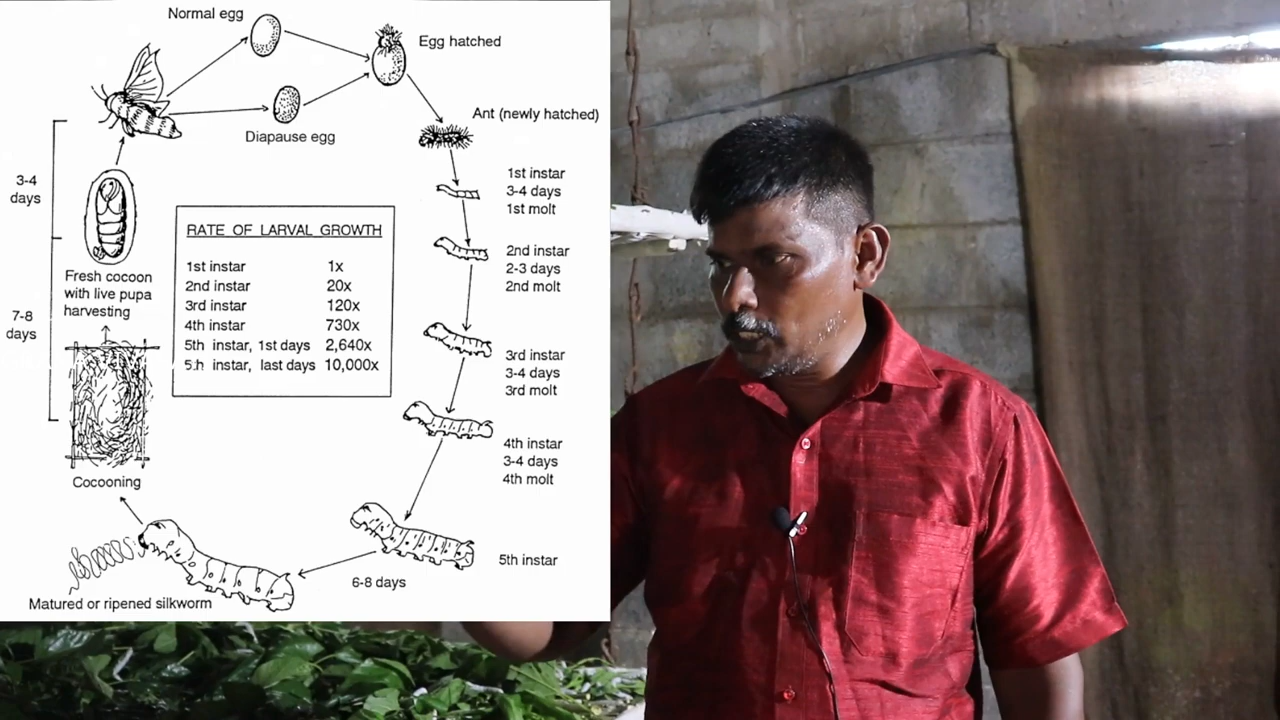 Normal egg
Egg hatched
Diapause egg
Ant (newly hatched)
1st instar
3-4 days
1st molt
2nd instar
2-3 days
2nd molt
3rd instar
3-4 days
3rd molt
4th instar
3-4 days
4th molt
5th instar
6-8 days
Matured or ripened silkworm
Cocooning
Fresh cocoon
with live pupa
harvesting
3-4
days
7-8
days
RATE OF LARVAL GROWTH
1st instar 1x
2nd instar 20x
3rd instar 120x
4th instar 730x
5th instar, 1st days 2,640x
5th instar, last days 10,000x